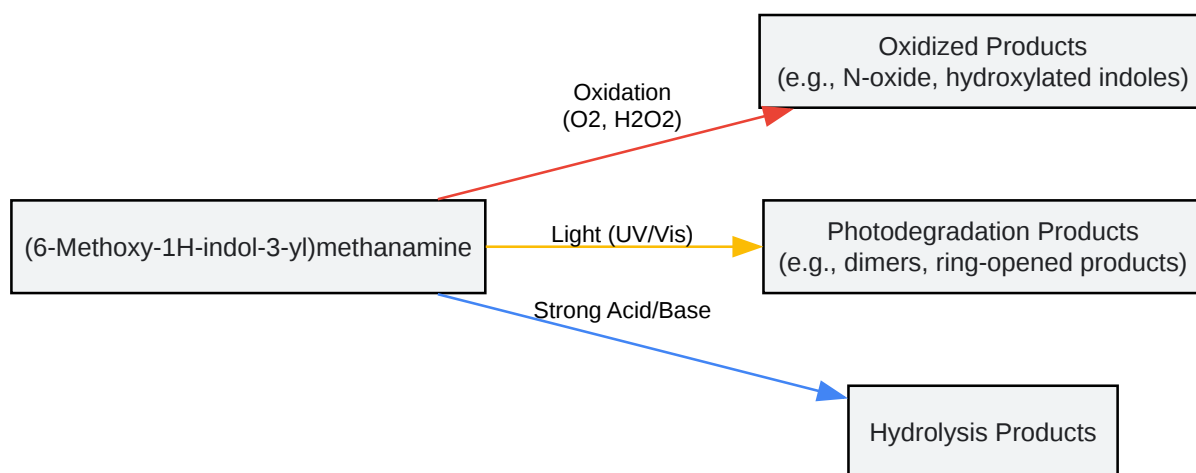 Oxidized Products
(e.g., N-oxide, hydroxylated indoles)
Oxidation
(O2, H2O2)
(6-Methoxy-1H-indol-3-yl)methanamine
Light (UV/Vis)
Photodegradation Products
(e.g., dimers, ring-opened products)
Strong Acid/Base
Hydrolysis Products